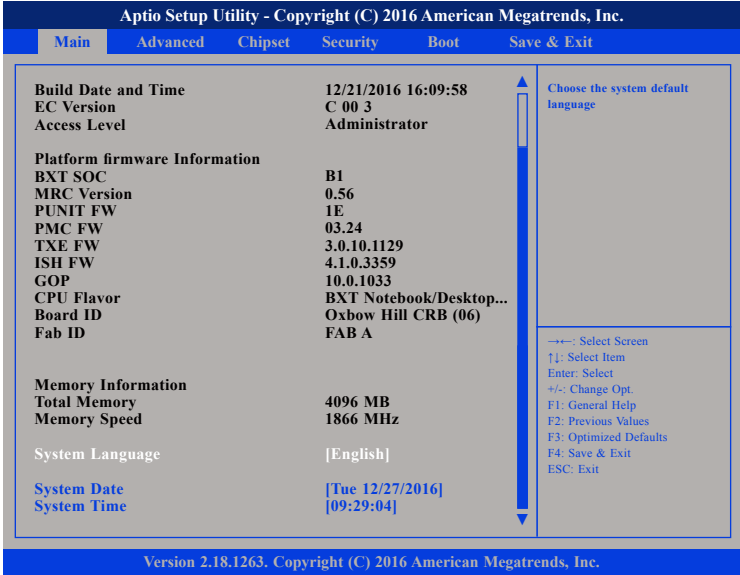 Aptio Setup Utility - Copyright (C) 2016 American Megatrends, Inc.
Main Advanced Chipset Security Boot Save & Exit
Build Date and Time 12/21/2016 16:09:58
EC Version C 00 3
Access Level Administrator
Platform firmware Information
BXT SOC B1
MRC Version 0.56
PUNIT FW 1E
PMC FW 03.24
TXE FW 3.0.10.1129
ISH FW 4.1.0.3359
GOP 10.0.1033
CPU Flavor BXT Notebook/Desktop...
Board ID Oxbow Hill CRB (06)
Fab ID FAB A
Memory Information
Total Memory 4096 MB
Memory Speed 1866 MHz
System Language [English]
System Date [Tue 12/27/2016]
System Time [09:29:04]
Choose the system default
language
→←: Select Screen
↑↓: Select Item
Enter: Select
+/-: Change Opt.
F1: General Help
F2: Previous Values
F3: Optimized Defaults
F4: Save & Exit
ESC: Exit
Version 2.18.1263. Copyright (C) 2016 American Megatrends, Inc.